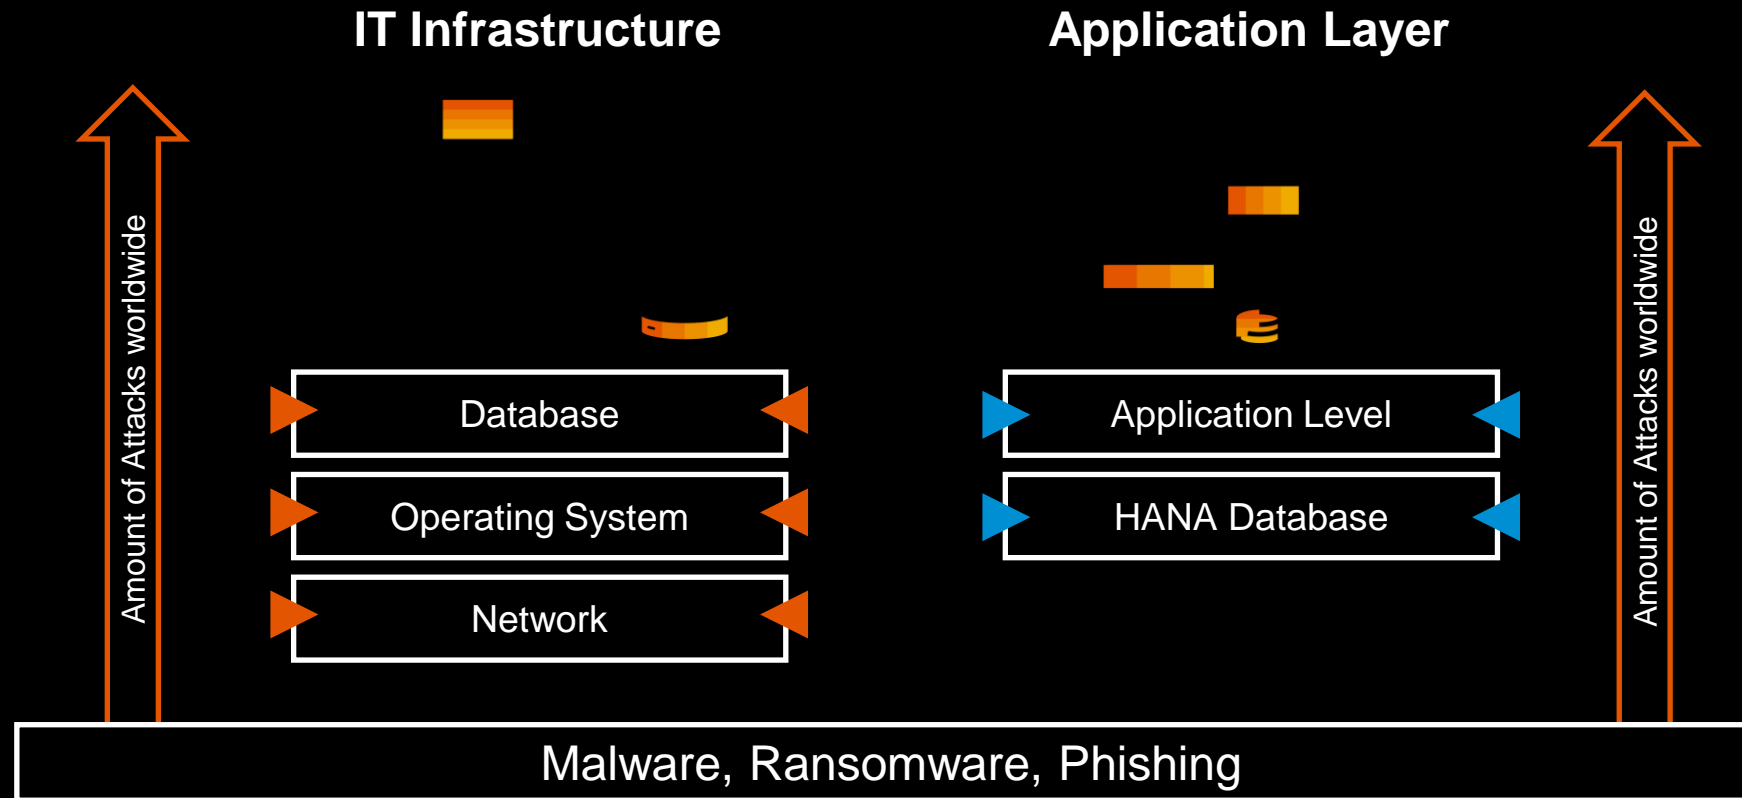 IT Infrastructure
Application Layer
Amount of Attacks worldwide
Database
Operating System
Network
Application Level
HANA Database
Amount of Attacks worldwide
Malware, Ransomware, Phishing